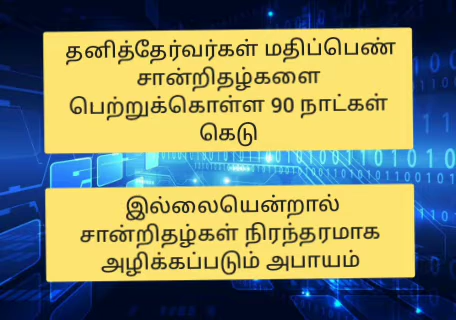 தனித்தேர்வர்கள் மதிப்பெண்
சான்றிதழ்களை
பெற்றுக்கொள்ள 90 நாட்கள்
கெடு
இல்லையென்றால்
சான்றிதழ்கள் நிரந்தரமாக
அழிக்கப்படும் அபாயம்